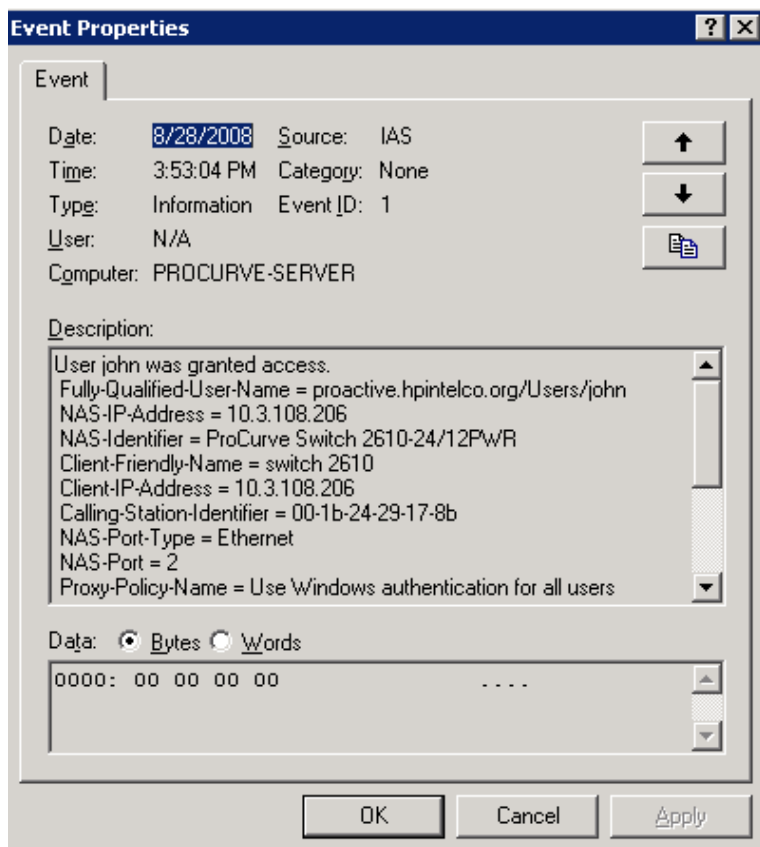 Event Properties
Event
Date: 8/28/2008 Source: IAS
Time: 3:53:04 PM Category: None
Type: Information Event ID: 1
User: N/A
Computer: PROCURVE-SERVER
Description:
User john was granted access.
Fully-Qualified-User-Name = proactive.hpintelco.org/Users/john
NAS-IP-Address = 10.3.108.206
NAS-Identifier = ProCurve Switch 2610-24/12PWR
Client-Friendly-Name = switch 2610
Client-IP-Address = 10.3.108.206
Calling-Station-Identifier = 00-1b-24-29-17-8b
NAS-Port-Type = Ethernet
NAS-Port = 2
Proxy-Policy-Name = Use Windows authentication for all users
Data: Bytes Words
0000: 00 00 00 00 ....
OK Cancel Apply